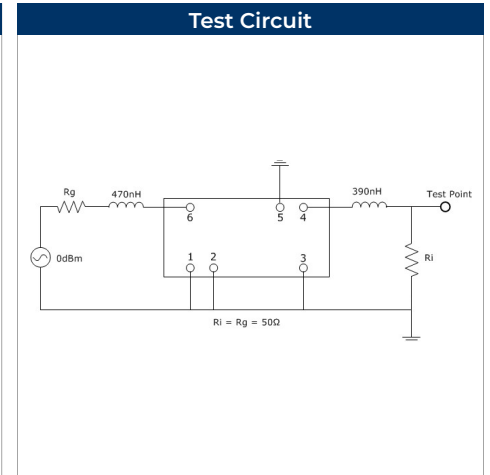 Test Circuit
Rg 470nH 390nH Test Point
6 5 4
0dBm Ri
1 2 3
Ri = Rg = 50Ω